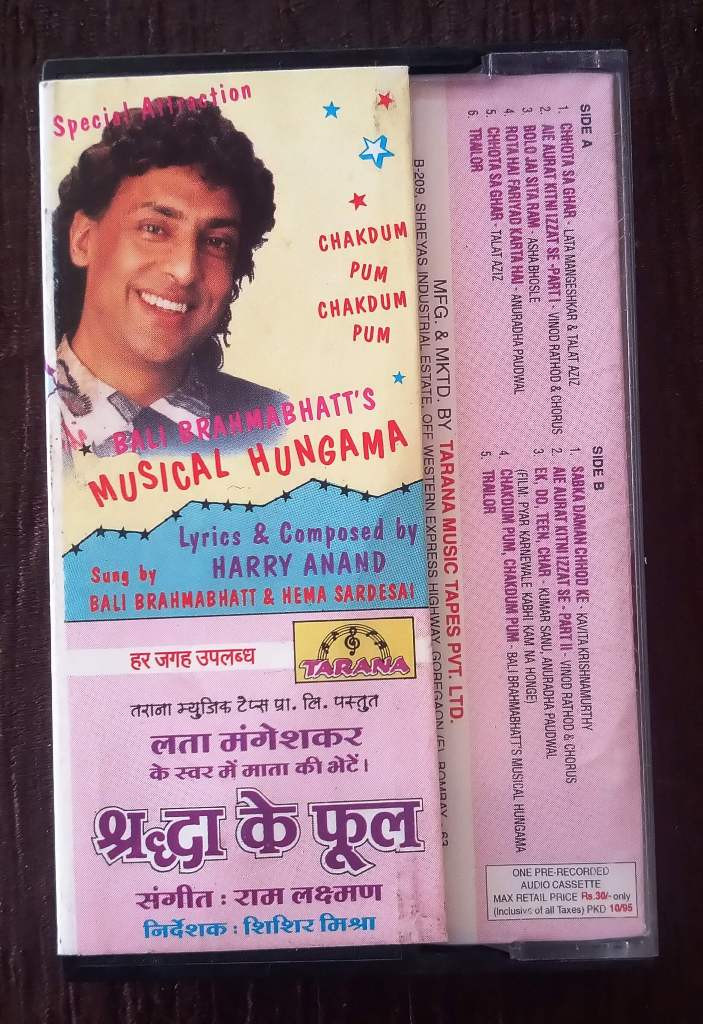 Special Attraction
CHAKDUM
PUM
CHAKDUM
PUM
BALI BRAHMABHATT'S
MUSICAL HUNGAMA
Lyrics & Composed by
HARRY ANAND
Sung by
BALI BRAHMABHATT & HEMA SARDESAI
हर जगह उपलब्ध
TARANA
तराना म्युजिक टेप्स प्रा. लि. पस्तुत
लता मंगेशकर
के स्वर में माता की भेटें।
श्रध्दा के फूल
संगीत : राम लक्ष्मण
निर्देशक : शिशिर मिश्रा
MFG. & MKTD. BY TARANA MUSIC TAPES PVT. LTD.
B-209, SHREYAS INDUSTRIAL ESTATE, OFF WESTERN EXPRESS HIGHWAY, GOREGAON (E), BOMBAY - 63
SIDE A
1. CHHOTA SA GHAR - LATA MANGESHKAR & TALAT AZIZ
2. AIE AURAT KITNI IZZAT SE - PART I - VINOD RATHOD & CHORUS
3. BOLO JAB SITA RAM - ASHA BHOSLE
4. ROTA HAI FARIYAD KARTA HAI - ANURADHA PAUDWAL
5. CHHOTA SA GHAR - TALAT AZIZ
6. TRAILOR
SIDE B
1. SABKA DAMAN CHHOD KE - KAVITA KRISHNAMURTHY
2. AIE AURAT KITNI IZZAT SE - PART II - VINOD RATHOD & CHORUS
3. EK, DO, TEEN, CHAR - KUMAR SANU, ANURADHA PAUDWAL
(FILM: PYAR KARNEWALE KABHI KAM NA HONGE)
4. CHAKDUM PUM, CHAKDUM PUM - BALI BRAHMABHATT'S MUSICAL HUNGAMA
5. TRAILOR
ONE PRE-RECORDED
AUDIO CASSETTE
MAX RETAIL PRICE Rs.30/- only
(Inclusive of all Taxes) PKD 10/95